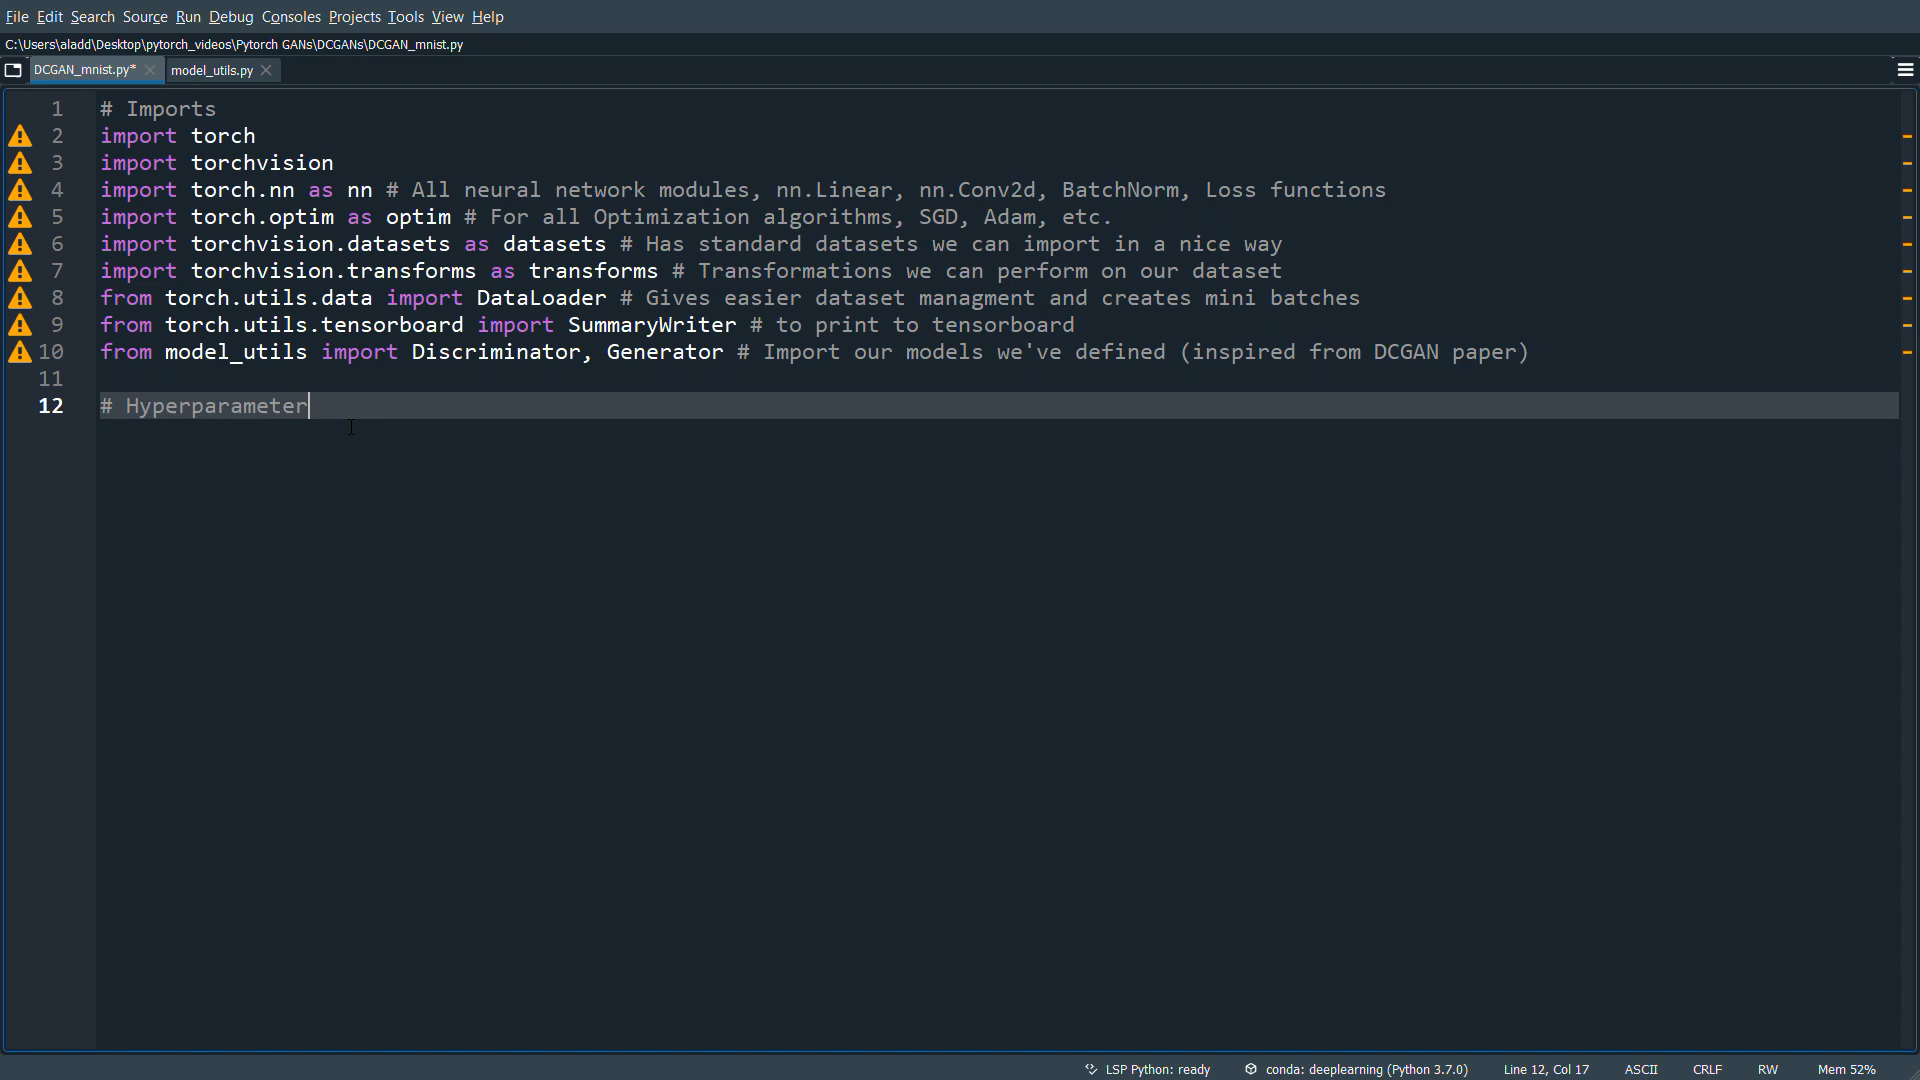 File Edit Search Source Run Debug Consoles Projects Tools View Help
C:\Users\aladd\Desktop\pytorch_videos\Pytorch GANs\DCGANs\DCGAN_mnist.py
DCGAN_mnist.py* model_utils.py
1 # Imports
2 import torch
3 import torchvision
4 import torch.nn as nn # All neural network modules, nn.Linear, nn.Conv2d, BatchNorm, Loss functions
5 import torch.optim as optim # For all Optimization algorithms, SGD, Adam, etc.
6 import torchvision.datasets as datasets # Has standard datasets we can import in a nice way
7 import torchvision.transforms as transforms # Transformations we can perform on our dataset
8 from torch.utils.data import DataLoader # Gives easier dataset managment and creates mini batches
9 from torch.utils.tensorboard import SummaryWriter # to print to tensorboard
10 from model_utils import Discriminator, Generator # Import our models we've defined (inspired from DCGAN paper)
11
12 # Hyperparameter
LSP Python: ready conda: deeplearning (Python 3.7.0) Line 12, Col 17 ASCII CRLF RW Mem 52%